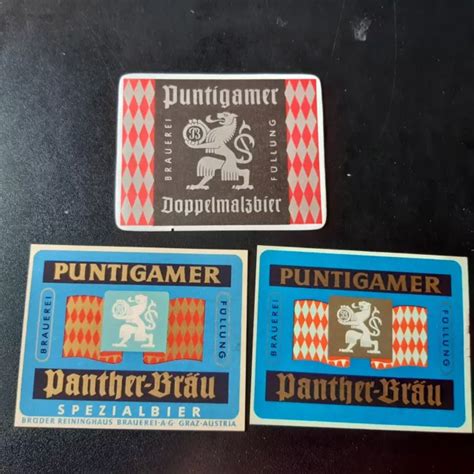 Puntigamer
BRAUEREI
FÜLLUNG
Doppelmalzbier
PUNTIGAMER
BRAUEREI
FÜLLUNG
Panther-Bräu
SPEZIALBIER
BRÜDER REININGHAUS BRAUEREI-A·G· GRAZ-AUSTRIA
PUNTIGAMER
BRAUEREI
FÜLLUNG
Panther-Bräu